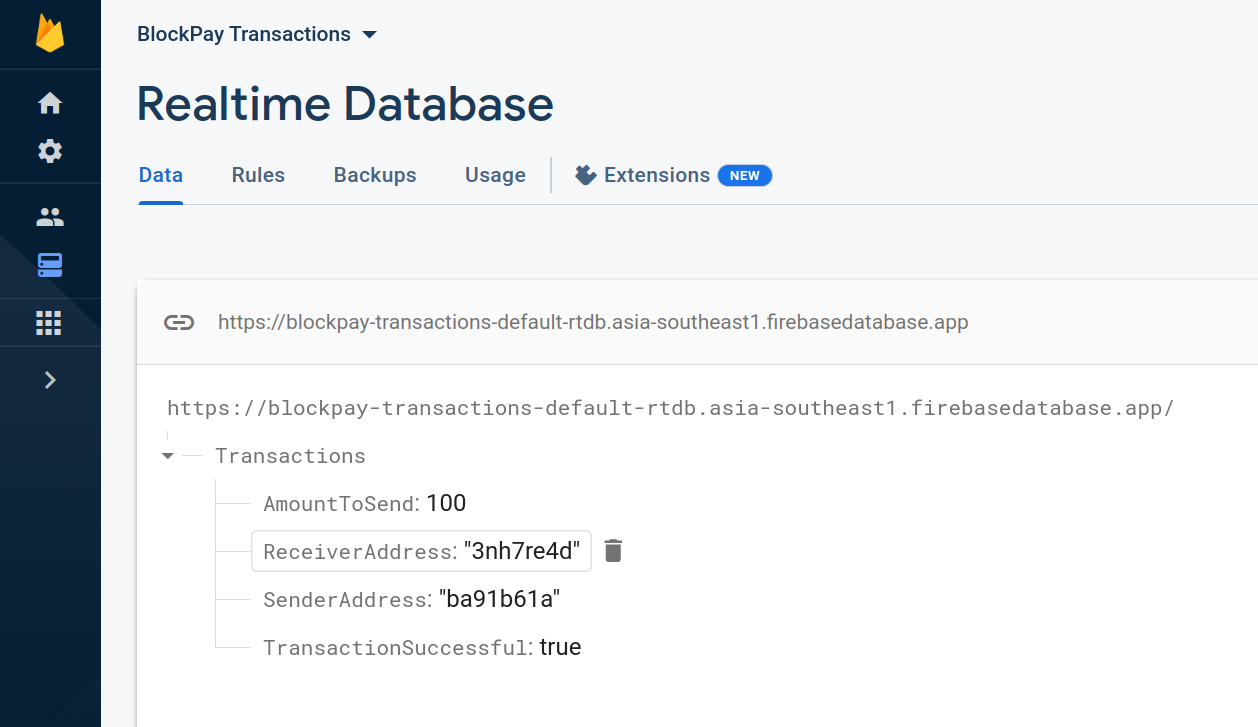 BlockPay Transactions
Realtime Database
Data Rules Backups Usage Extensions NEW
https://blockpay-transactions-default-rtdb.asia-southeast1.firebasedatabase.app
https://blockpay-transactions-default-rtdb.asia-southeast1.firebasedatabase.app/
Transactions
AmountToSend: 100
ReceiverAddress: "3nh7re4d"
SenderAddress: "ba91b61a"
TransactionSuccessful: true